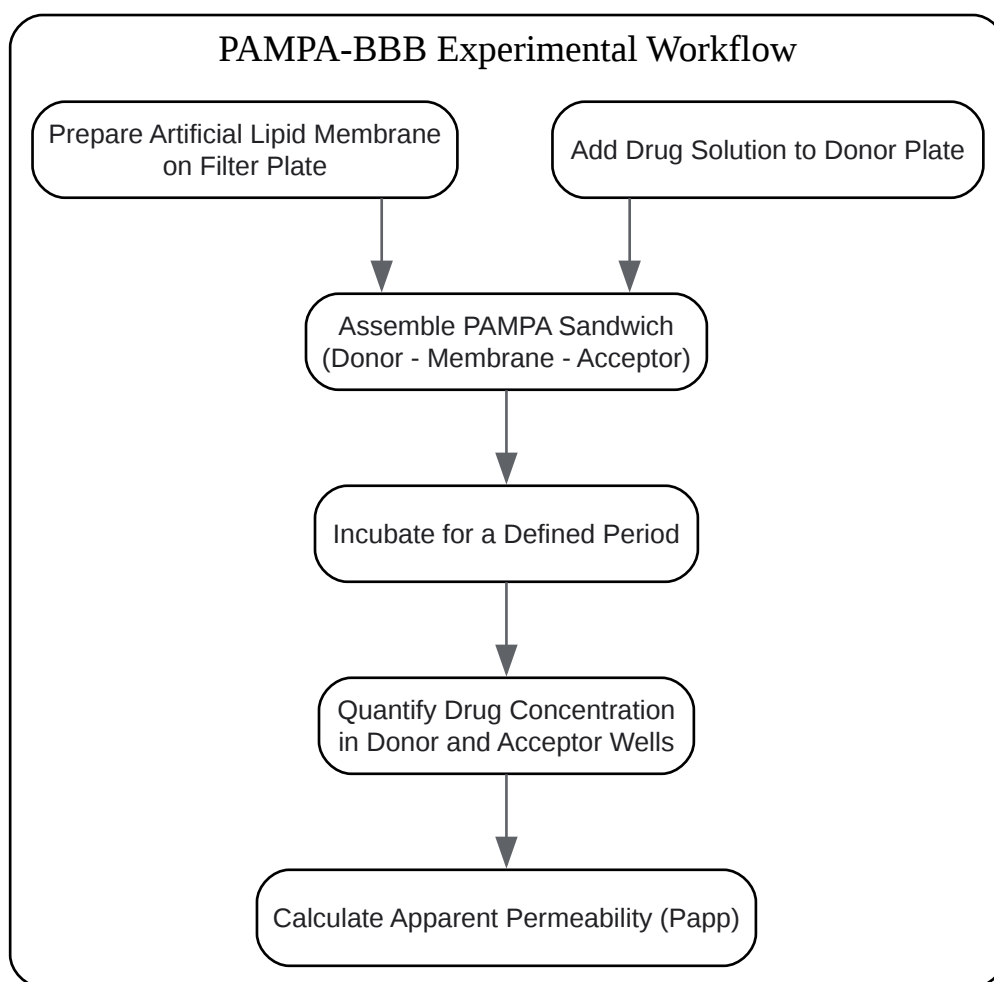 PAMPA-BBB Experimental Workflow
Prepare Artificial Lipid Membrane
on Filter Plate
Add Drug Solution to Donor Plate
Assemble PAMPA Sandwich
(Donor - Membrane - Acceptor)
Incubate for a Defined Period
Quantify Drug Concentration
in Donor and Acceptor Wells
Calculate Apparent Permeability (Papp)